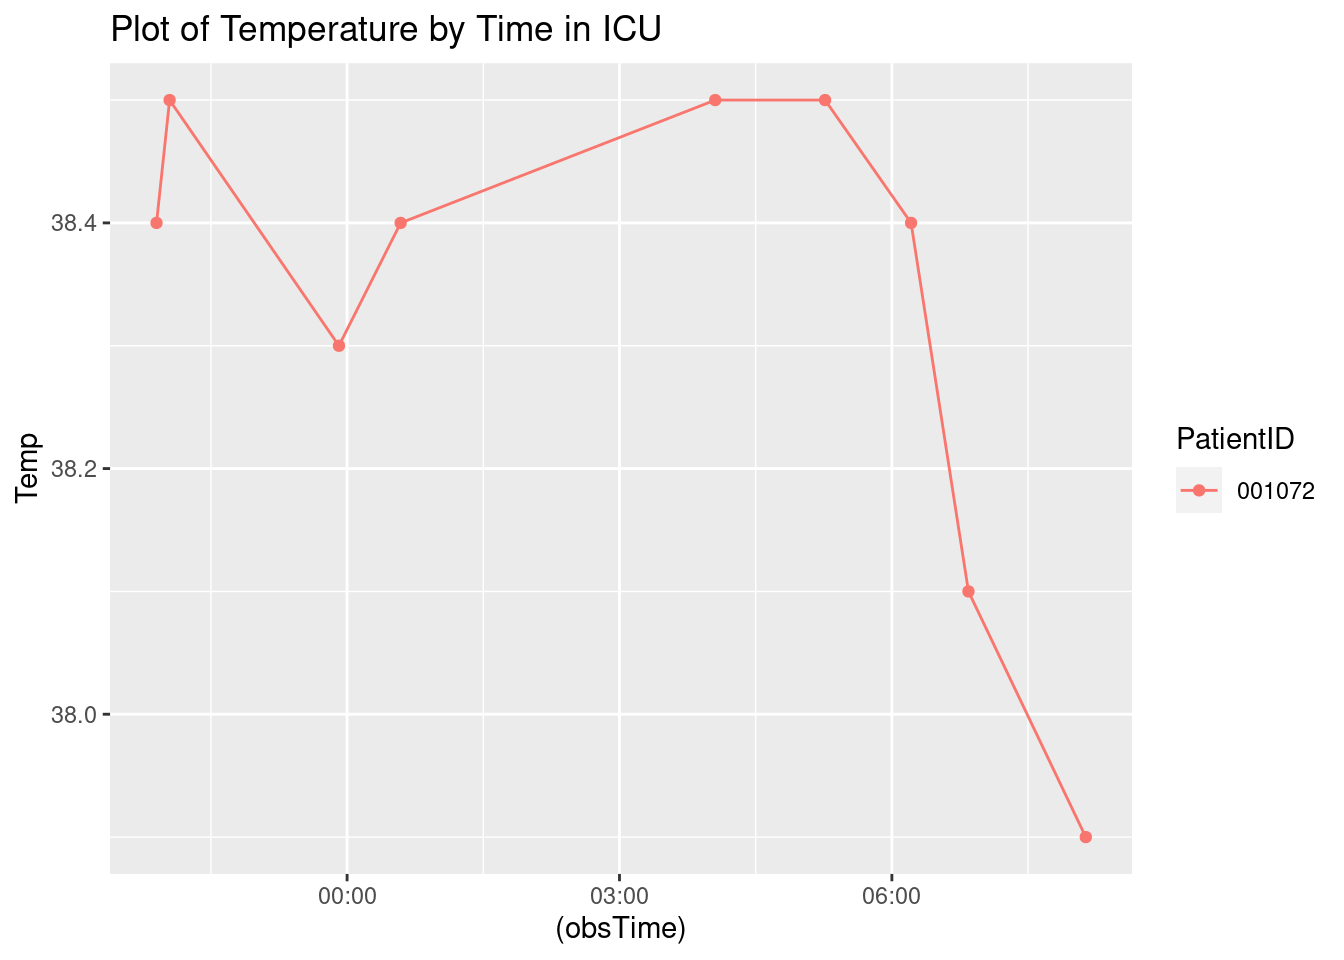 Plot of Temperature by Time in ICU
Temp
38.4
38.2
38.0
00:00 03:00 06:00
(obsTime)
PatientID
001072